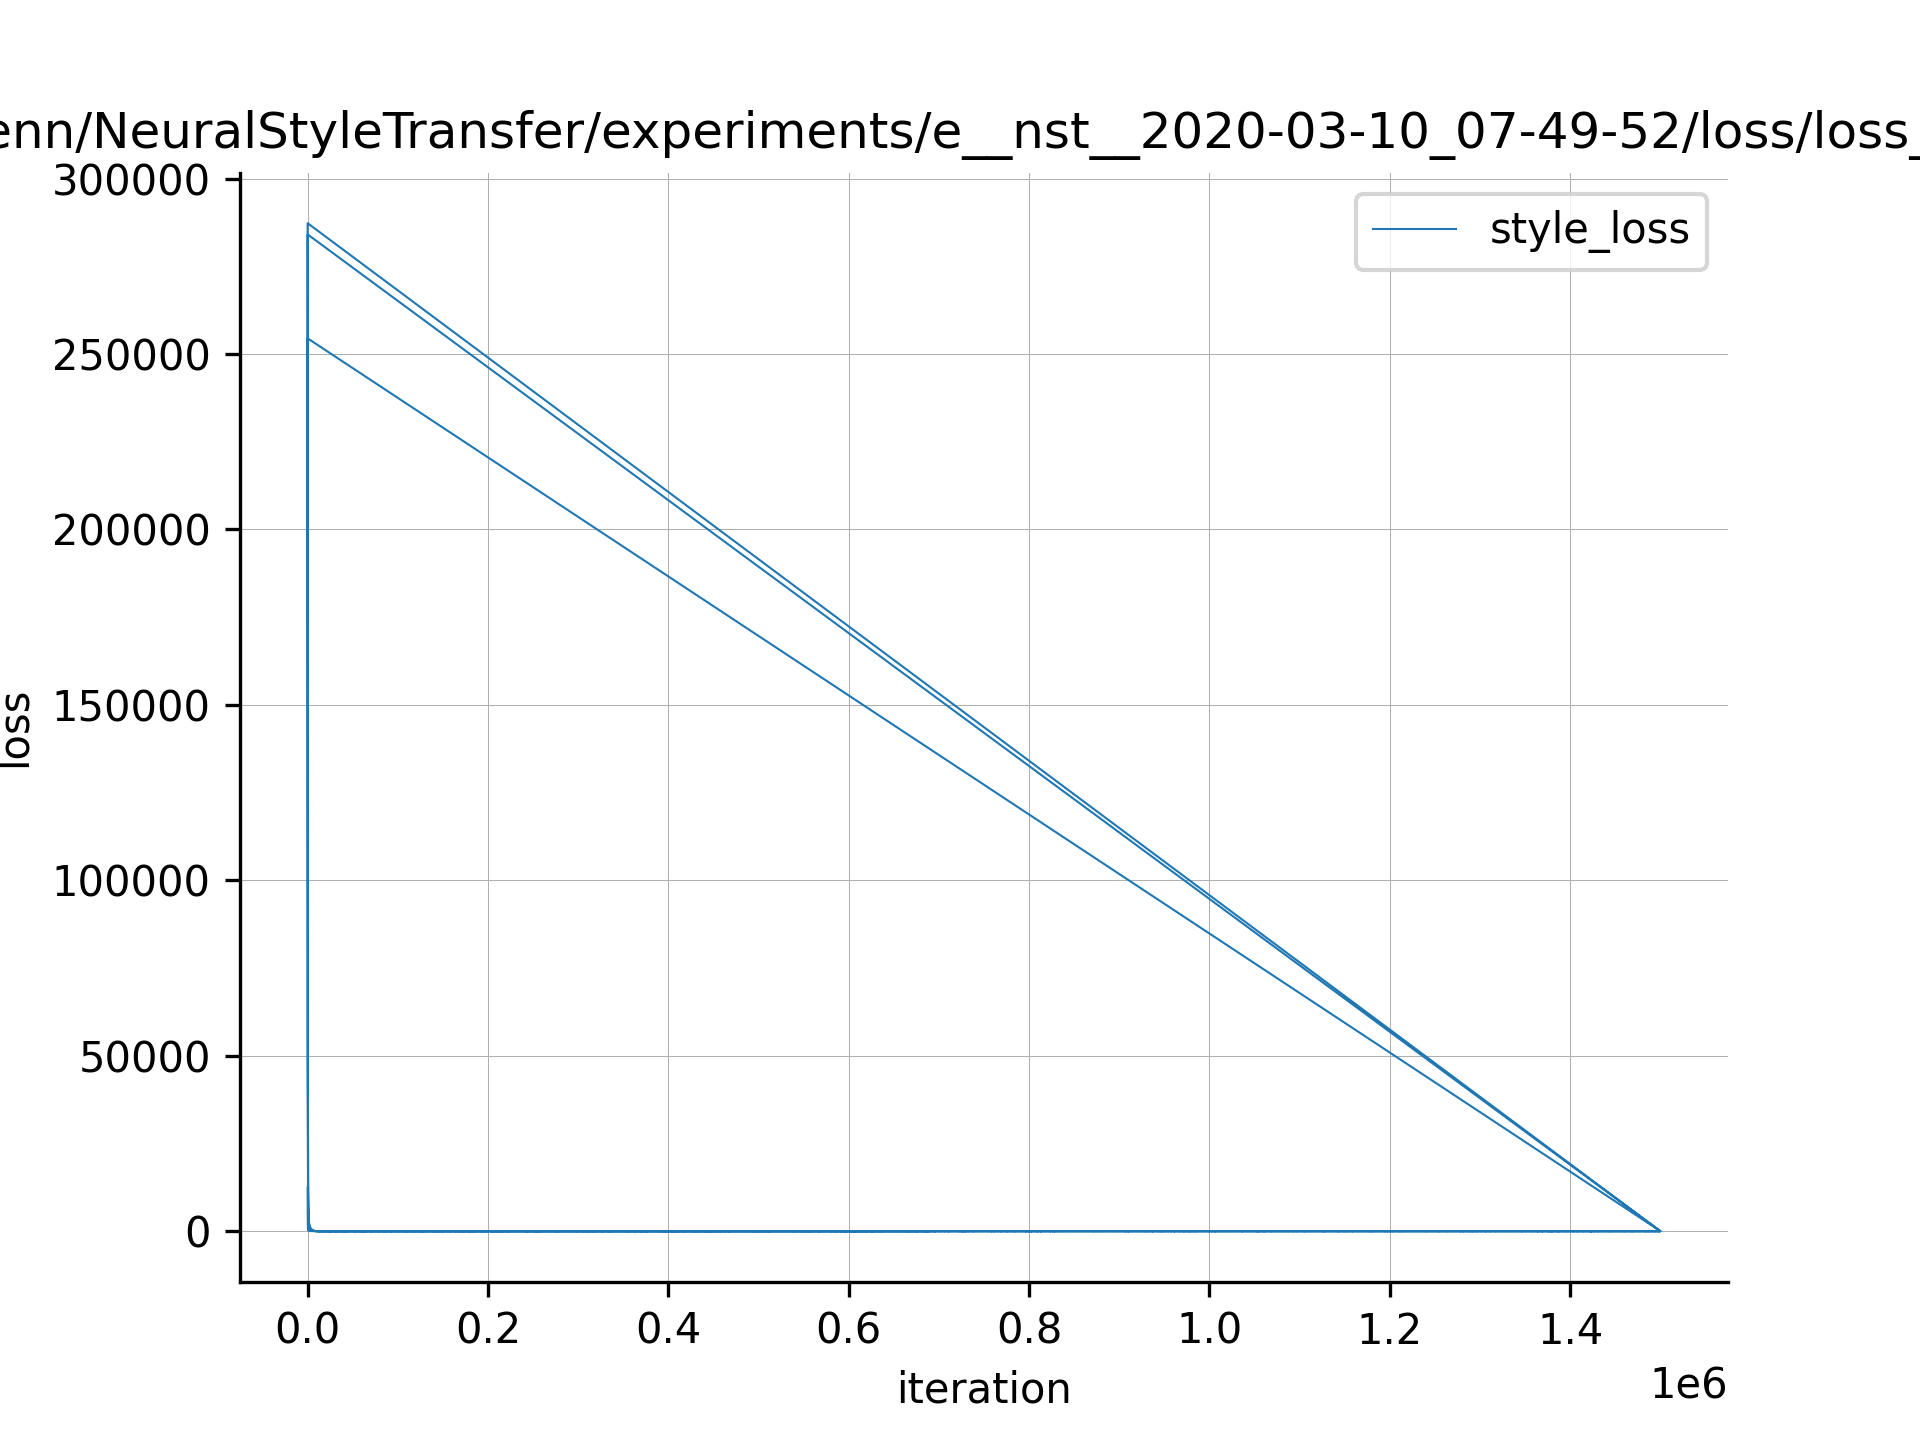 enn/NeuralStyleTransfer/experiments/e__nst__2020-03-10_07-49-52/loss/loss_
300000
250000
200000
150000
100000
50000
0
loss
style_loss
0.0 0.2 0.4 0.6 0.8 1.0 1.2 1.4
1e6
iteration